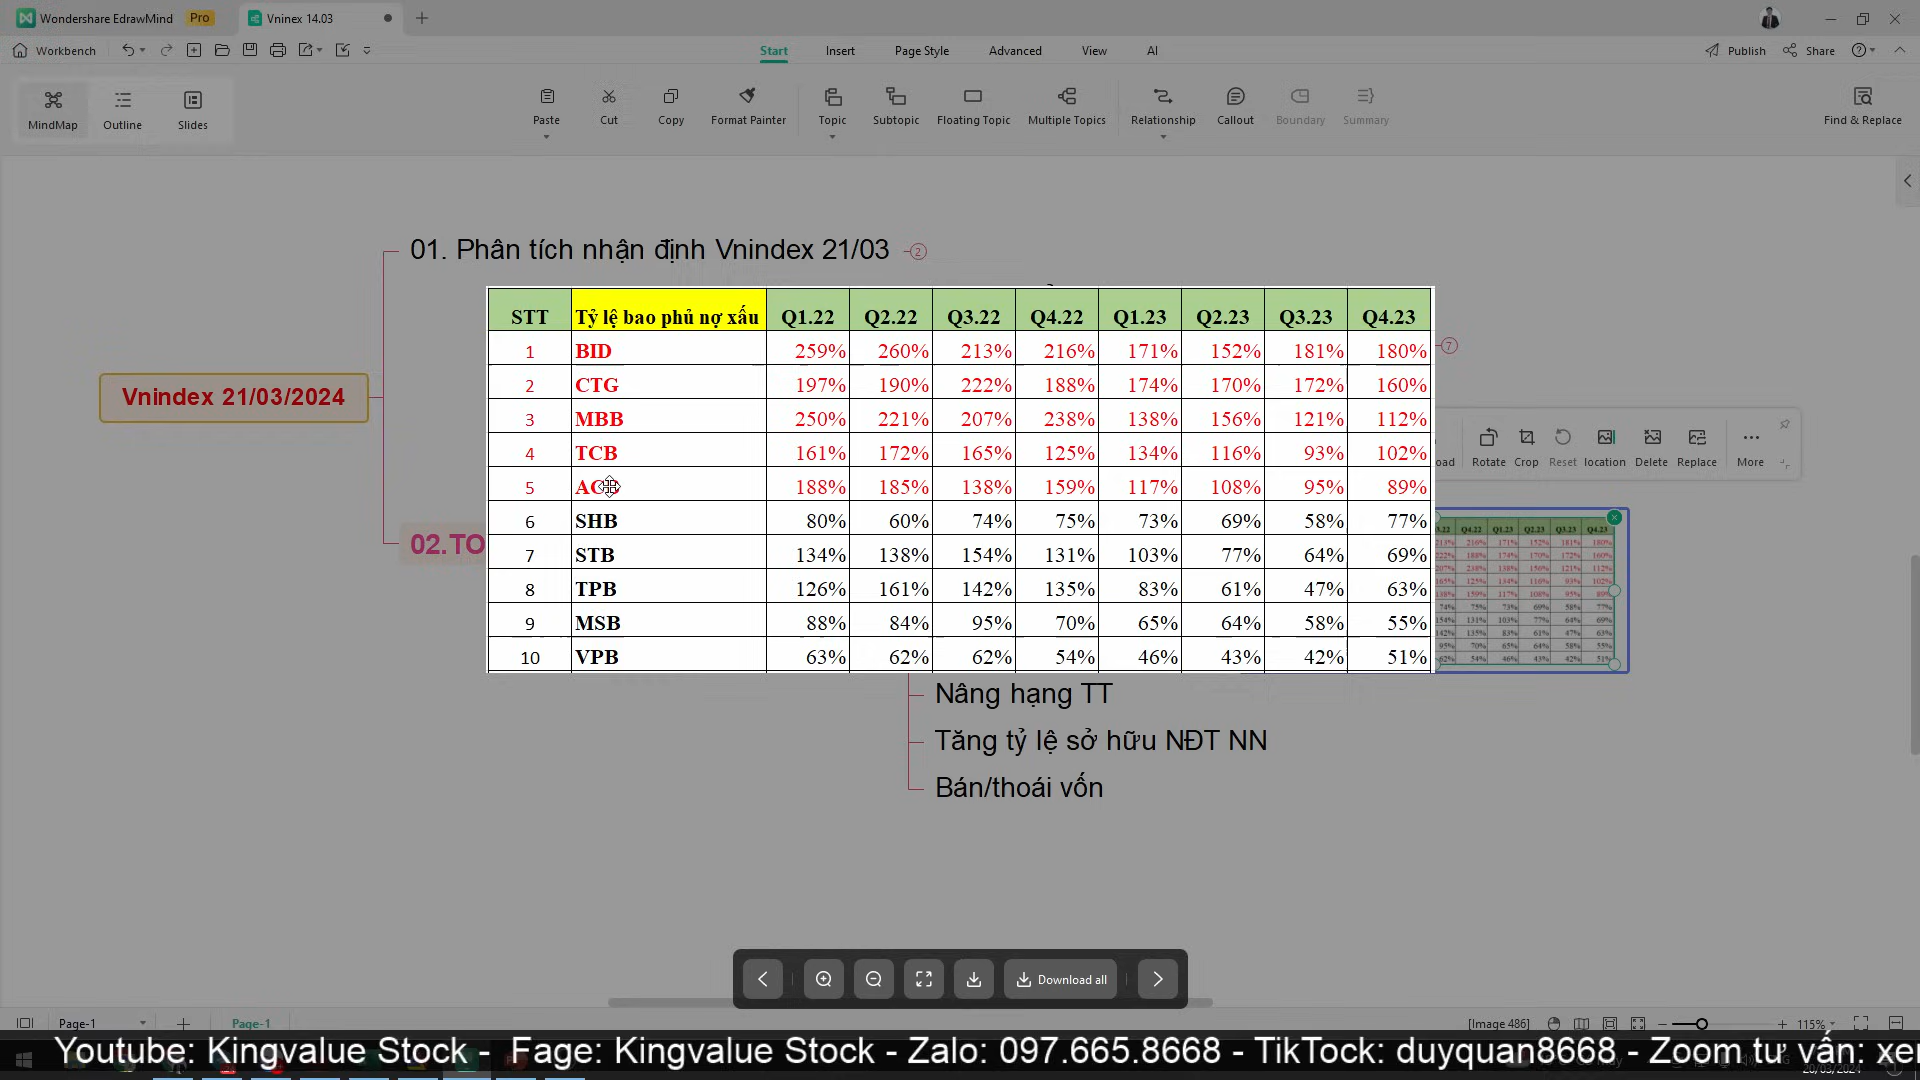 Wondershare EdrawMind Pro Vninex 14.03
Workbench Start Insert Page Style Advanced View AI Publish Share
MindMap Outline Slides Paste Cut Copy Format Painter Topic Subtopic Floating Topic Multiple Topics Relationship Callout Boundary Summary Find & Replace
01. Phân tích nhận định Vnindex 21/03 2
Vnindex 21/03/2024
02.TO
STT Tỷ lệ bao phủ nợ xấu Q1.22 Q2.22 Q3.22 Q4.22 Q1.23 Q2.23 Q3.23 Q4.23
1 BID 259% 260% 213% 216% 171% 152% 181% 180%
2 CTG 197% 190% 222% 188% 174% 170% 172% 160%
3 MBB 250% 221% 207% 238% 138% 156% 121% 112%
4 TCB 161% 172% 165% 125% 134% 116% 93% 102%
5 188% 185% 138% 159% 117% 108% 95% 89%
6 SHB 80% 60% 74% 75% 73% 69% 58% 77%
7 STB 134% 138% 154% 131% 103% 77% 64% 69%
8 TPB 126% 161% 142% 135% 83% 61% 47% 63%
9 MSB 88% 84% 95% 70% 65% 64% 58% 55%
10 VPB 63% 62% 62% 54% 46% 43% 42% 51%
7
oad Rotate Crop Reset location Delete Replace More
Nâng hạng TT
Tăng tỷ lệ sở hữu NĐT NN
Bán/thoái vốn
Download all
Page-1 Page-1 [Image 486] 115%
Youtube: Kingvalue Stock - Fage: Kingvalue Stock - Zalo: 097.665.8668 - TikTock: duyquan8668 - Zoom tư vấn: xe
20/03/2024